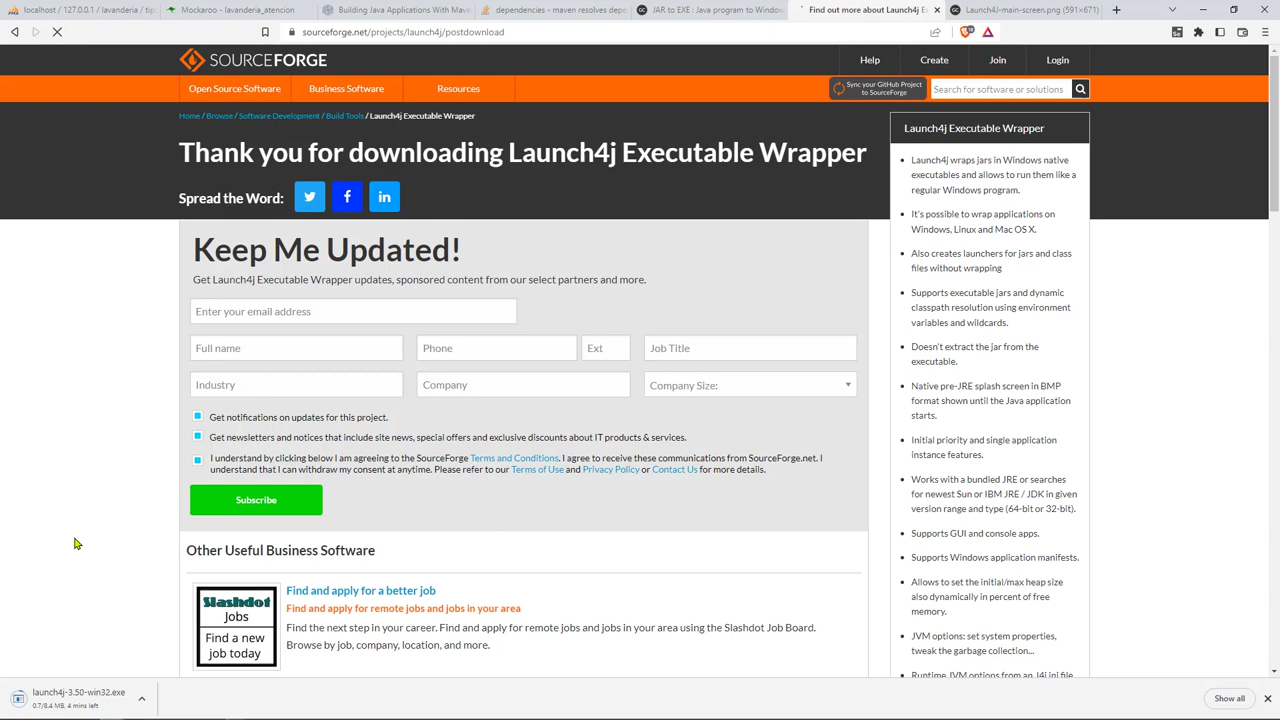 localhost / 127.0.0.1 / lavanderia / tip
Mockaroo - lavanderia_atencion
Building Java Applications With Mave
dependencies - maven resolves depe
JAR to EXE : Java program to Window
Find out more about Launch4j E
Launch4J-main-screen.png (591×671)
sourceforge.net/projects/launch4j/postdownload
SOURCEFORGE
Help
Create
Join
Login
Open Source Software
Business Software
Resources
Sync your GitHub Project
to SourceForge
Search for software or solutions
Home / Browse / Software Development / Build Tools / Launch4j Executable Wrapper
Thank you for downloading Launch4j Executable Wrapper
Spread the Word:
Keep Me Updated!
Get Launch4j Executable Wrapper updates, sponsored content from our select partners and more.
Enter your email address
Full name
Phone
Ext
Job Title
Industry
Company
Company Size:
Get notifications on updates for this project.
Get newsletters and notices that include site news, special offers and exclusive discounts about IT products & services.
I understand by clicking below I am agreeing to the SourceForge Terms and Conditions. I agree to receive these communications from SourceForge.net. I
understand that I can withdraw my consent at anytime. Please refer to our Terms of Use and Privacy Policy or Contact Us for more details.
Subscribe
Other Useful Business Software
Slashdot
Jobs
Find a new
job today
Find and apply for a better job
Find and apply for remote jobs and jobs in your area
Find the next step in your career. Find and apply for remote jobs and jobs in your area using the Slashdot Job Board.
Browse by job, company, location, and more.
Launch4j Executable Wrapper
Launch4j wraps jars in Windows native
executables and allows to run them like a
regular Windows program.
It's possible to wrap applications on
Windows, Linux and Mac OS X.
Also creates launchers for jars and class
files without wrapping
Supports executable jars and dynamic
classpath resolution using environment
variables and wildcards.
Doesn't extract the jar from the
executable.
Native pre-JRE splash screen in BMP
format shown until the Java application
starts.
Initial priority and single application
instance features.
Works with a bundled JRE or searches
for newest Sun or IBM JRE / JDK in given
version range and type (64-bit or 32-bit).
Supports GUI and console apps.
Supports Windows application manifests.
Allows to set the initial/max heap size
also dynamically in percent of free
memory.
JVM options: set system properties,
tweak the garbage collection...
Runtime JVM options from an .l4j.ini file.
launch4j-3.50-win32.exe
0.7/8.4 MB, 4 mins left
Show all